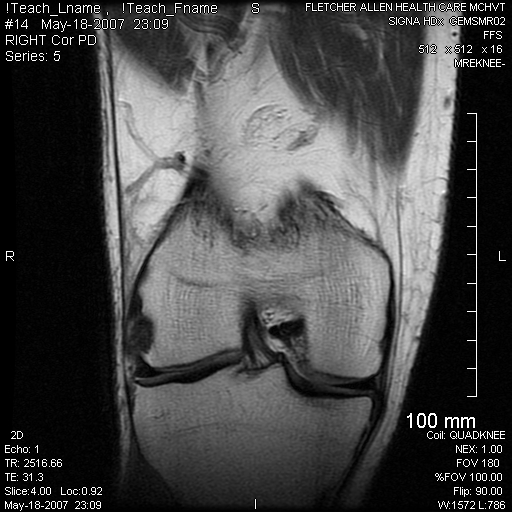 !Teach_Lname , !Teach_Fname S FLETCHER ALLEN HEALTH CARE MCHVT
#14 May-18-2007 23:09 SIGNA HDx GEMSMR02
RIGHT Cor PD FFS
Series: 5 512 x 512 x 16
MREKNEE-
R L
100 mm
2D Coil: QUADKNEE
Echo: 1 NEX: 1.00
TR: 2516.66 FOV 180
TE: 31.3 %FOV 100.00
Slice:4.00 Loc:0.92 Flip: 90.00
May-18-2007 23:09 I W:1572 L:786